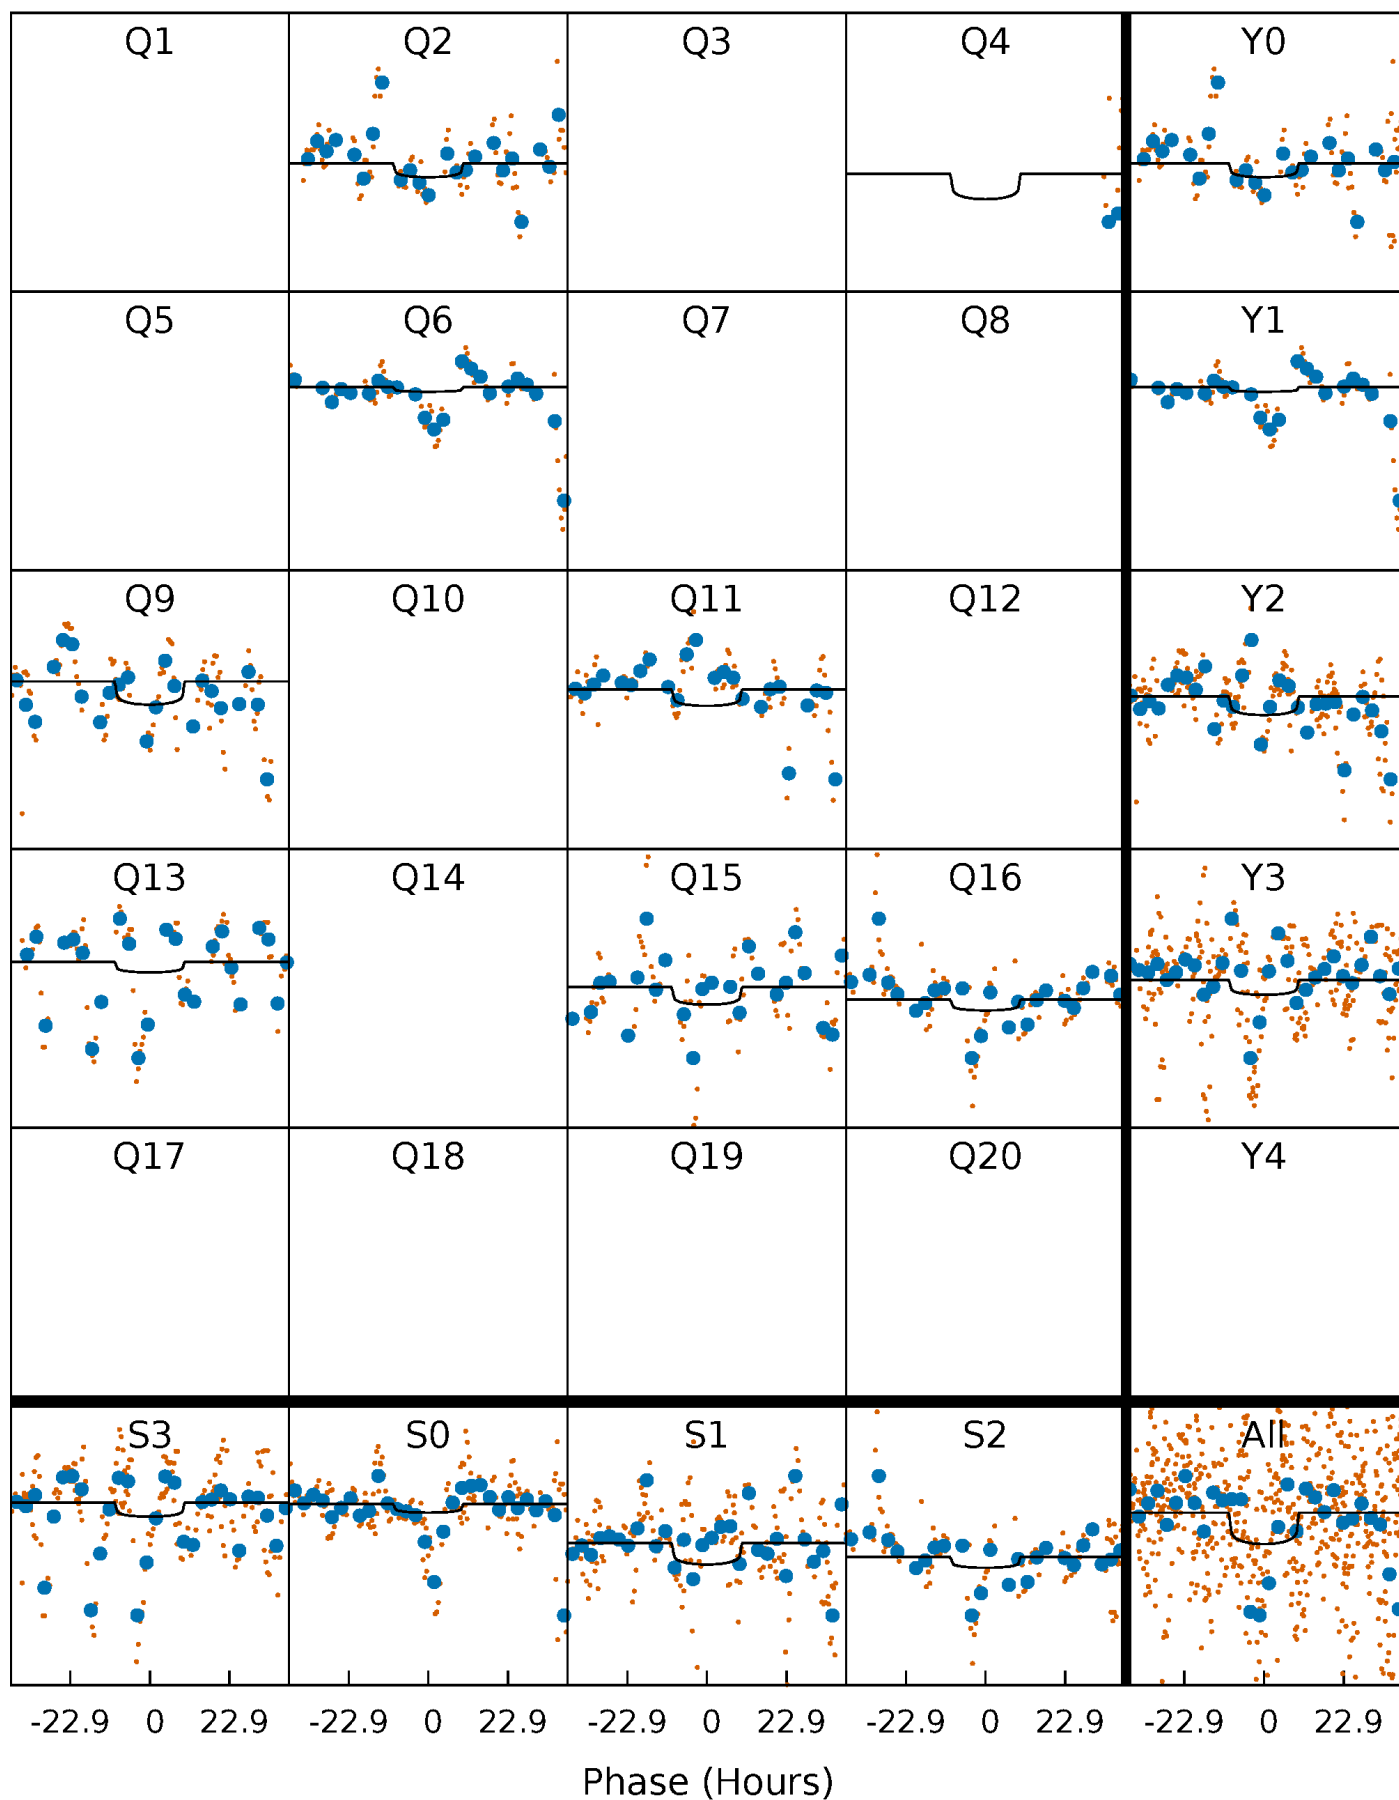 Q1 Q2 Q3 Q4 Y0
Q5 Q6 Q7 Q8 Y1
Q9 Q10 Q11 Q12 Y2
Q13 Q14 Q15 Q16 Y3
Q17 Q18 Q19 Q20 Y4
S3 S0 S1 S2 All
-22.9 0 22.9 -22.9 0 22.9 -22.9 0 22.9 -22.9 0 22.9 -22.9 0 22.9
Phase (Hours)